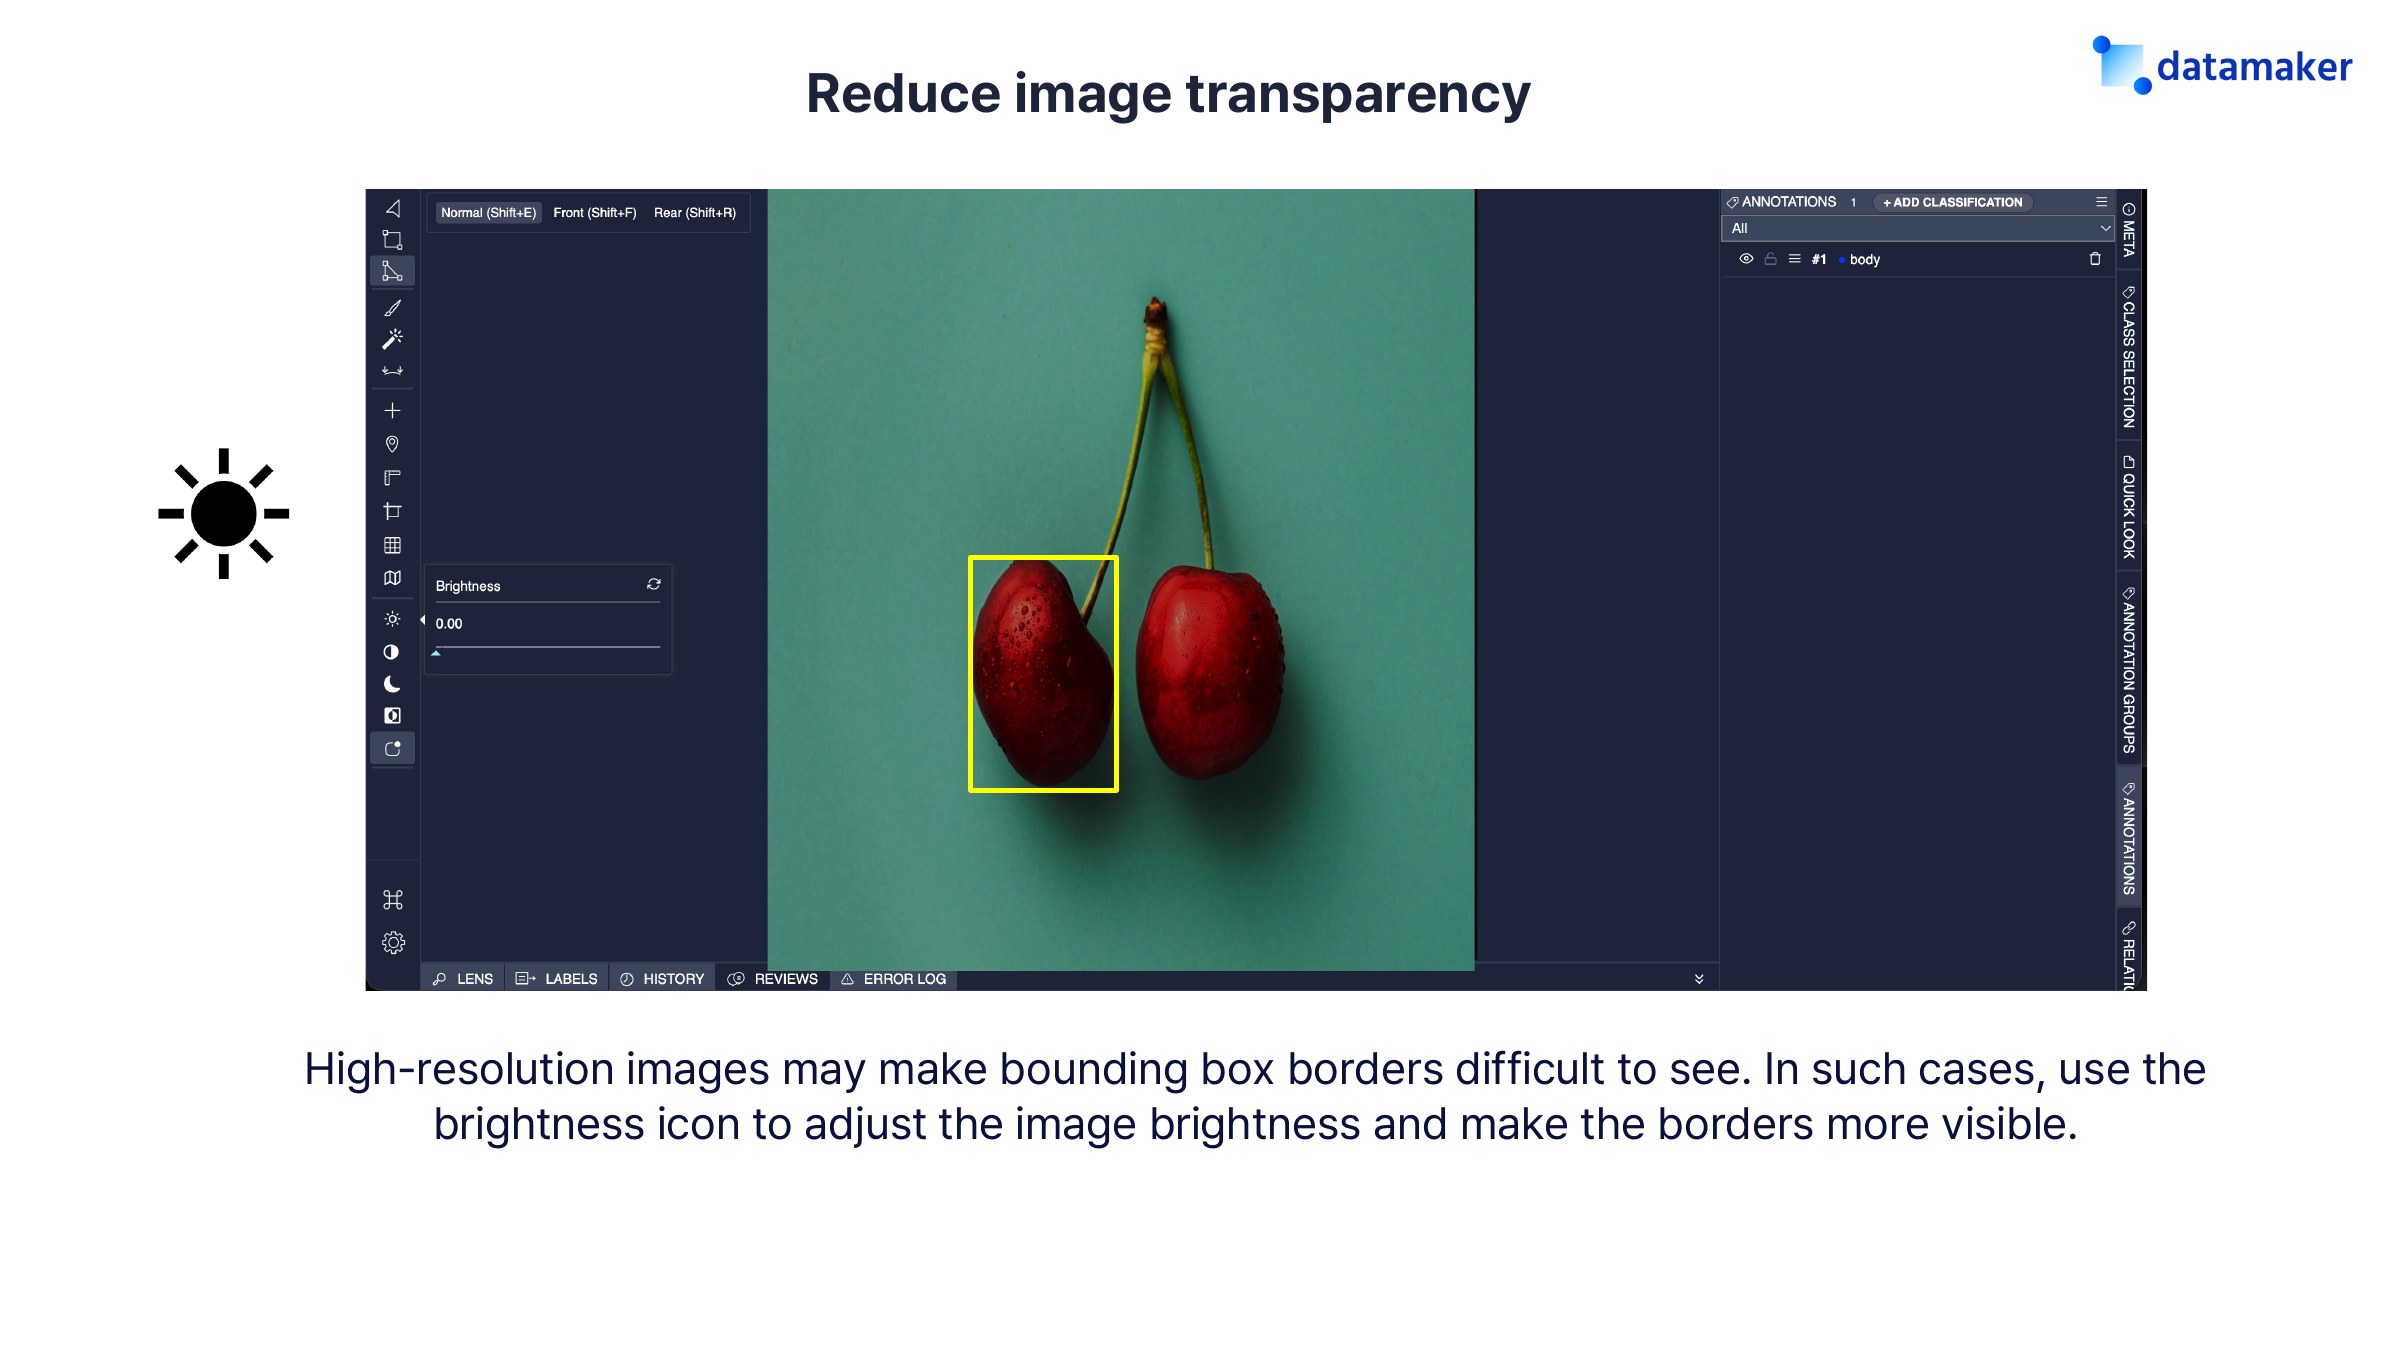 datamaker
Reduce image transparency
Normal (Shift+E) Front (Shift+F) Rear (Shift+R)
ANNOTATIONS 1 + ADD CLASSIFICATION
All
#1 body
META
CLASS SELECTION
QUICK LOOK
ANNOTATION GROUPS
ANNOTATIONS
RELATI
Brightness
0.00
LENS LABELS HISTORY REVIEWS ERROR LOG
High-resolution images may make bounding box borders difficult to see. In such cases, use the
brightness icon to adjust the image brightness and make the borders more visible.